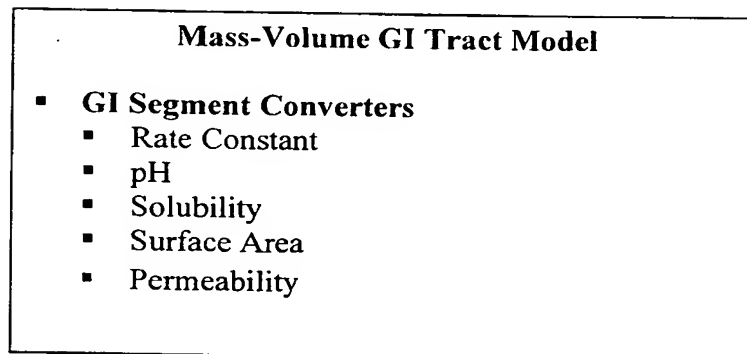 Mass-Volume GI Tract Model
▪ GI Segment Converters
▪ Rate Constant
▪ pH
▪ Solubility
▪ Surface Area
▪ Permeability